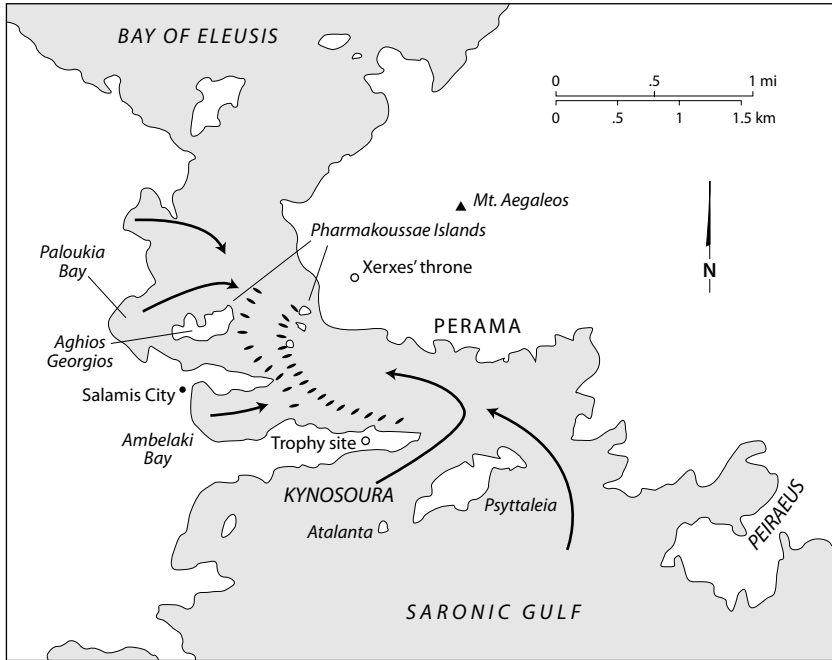 BAY OF ELEUSIS
0 .5 1 mi
0 .5 1 1.5 km
Mt. Aegaleos
Pharmakoussae Islands
Paloukia
Bay
Xerxes’ throne
N
PERAMA
Aghios
Georgios
Salamis City
Ambelaki
Bay
Trophy site
KYNOSOURA
Psyttaleia
Atalanta
PEIRAEUS
SARONIC GULF